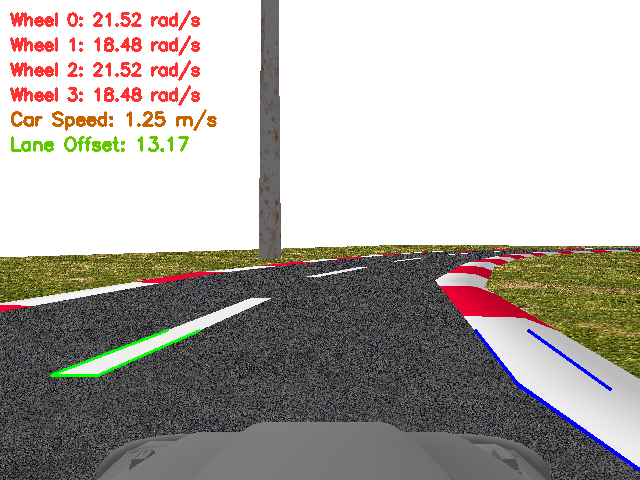 Wheel 0: 21.52 rad/s
Wheel 1: 18.48 rad/s
Wheel 2: 21.52 rad/s
Wheel 3: 18.48 rad/s
Car Speed: 1.25 m/s
Lane Offset: 13.17